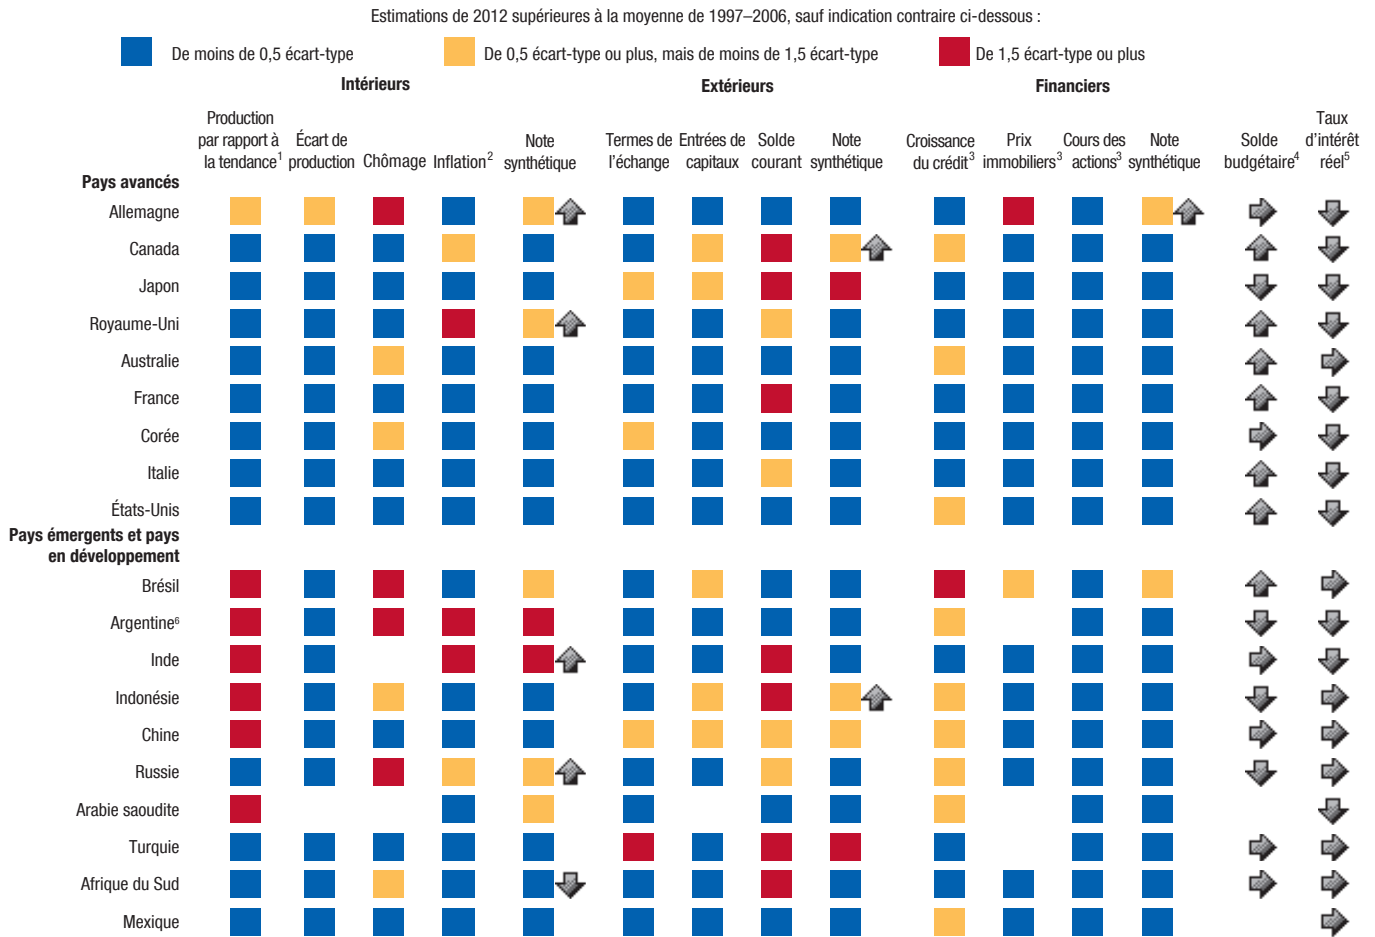 Estimations de 2012 supérieures à la moyenne de 1997–2006, sauf indication contraire ci-dessous :
De moins de 0,5 écart-type
De 0,5 écart-type ou plus, mais de moins de 1,5 écart-type
De 1,5 écart-type ou plus
Intérieurs
Extérieurs
Financiers
Production par rapport à la tendance¹
Écart de production
Chômage
Inflation²
Note synthétique
Termes de l'échange
Entrées de capitaux
Solde courant
Note synthétique
Croissance du crédit³
Prix immobiliers³
Cours des actions³
Note synthétique
Solde budgétaire⁴
Taux d'intérêt réel⁵
Pays avancés
Allemagne
Canada
Japon
Royaume-Uni
Australie
France
Corée
Italie
États-Unis
Pays émergents et pays
en développement
Brésil
Argentine⁶
Inde
Indonésie
Chine
Russie
Arabie saoudite
Turquie
Afrique du Sud
Mexique